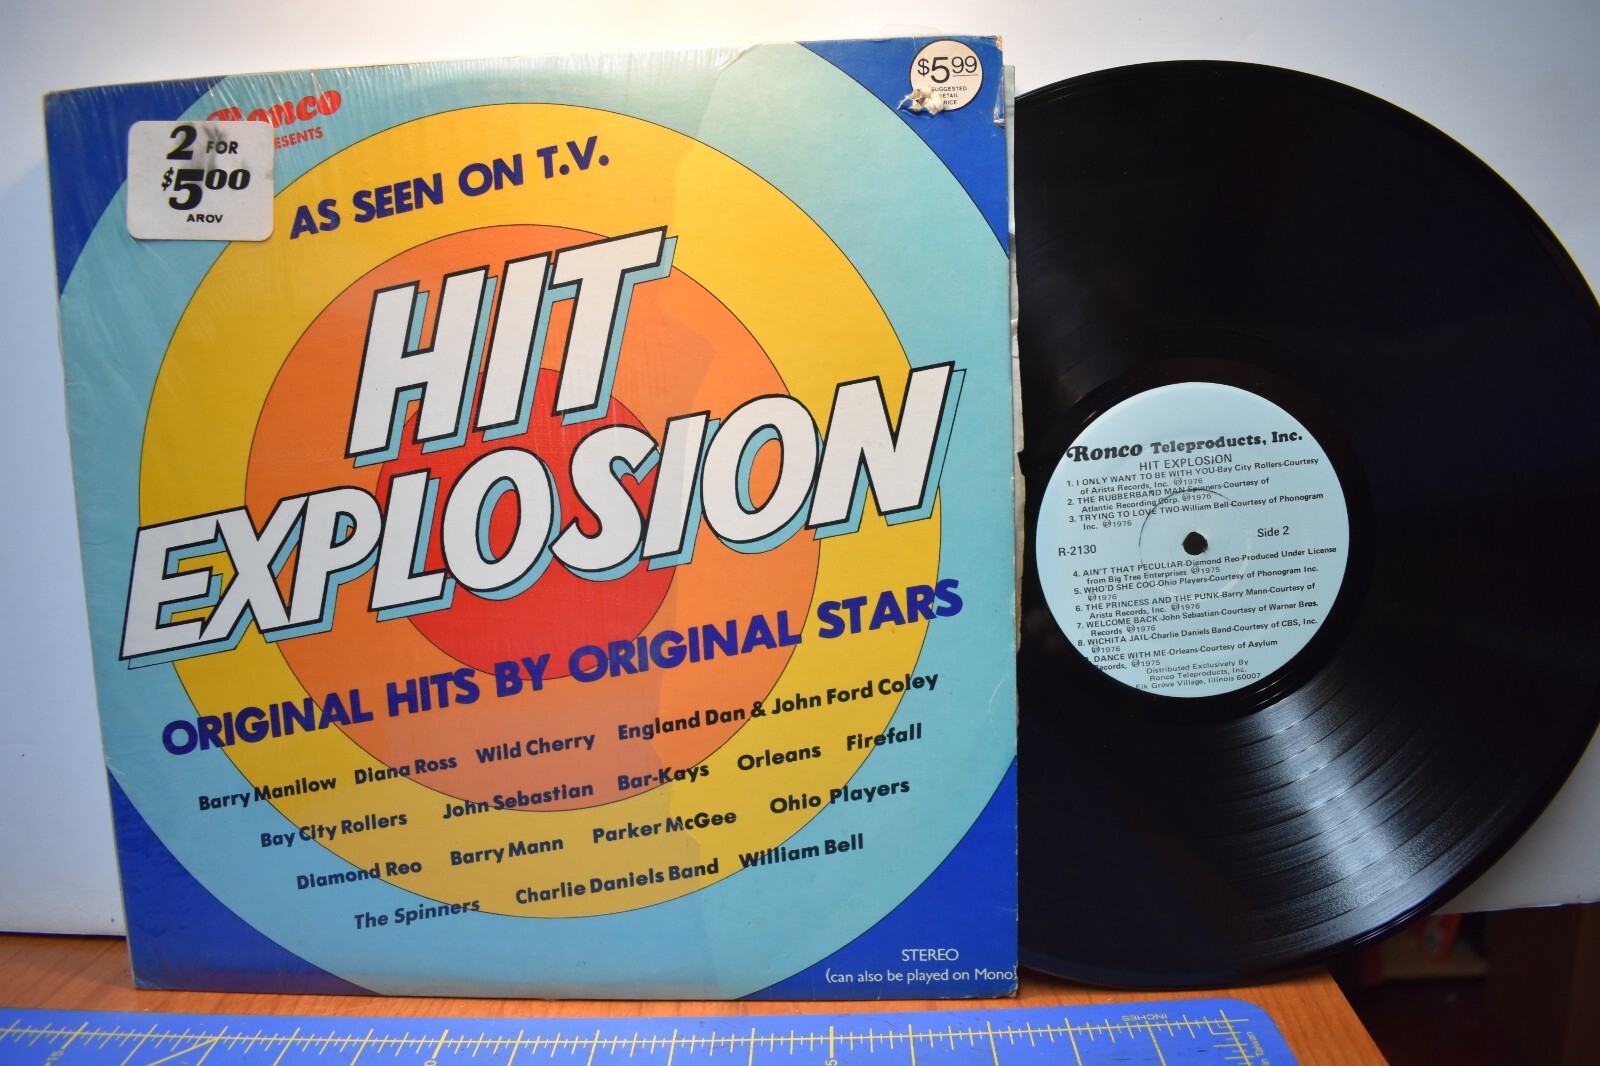 Ronco
2 FOR
$5.00
AROV
$5.99
SUGGESTED
AS SEEN ON T.V.
HIT
EXPLOSION
ORIGINAL HITS BY ORIGINAL STARS
Barry Manilow Diana Ross Wild Cherry England Dan & John Ford Coley
Bay City Rollers John Sebastian Bar-Kays Orleans Firefall
Diamond Reo Barry Mann Parker McGee Ohio Players
The Spinners Charlie Daniels Band William Bell
STEREO
(can also be played on Mono)
Ronco Teleproducts, Inc.
HIT EXPLOSION
1. I ONLY WANT TO BE WITH YOU-Bay City Rollers-Courtesy
of Arista Records, Inc. ℗1976
2. THE RUBBERBAND MAN-Spinners-Courtesy of
Atlantic Recording Corp. ℗1976
3. TRYING TO LOVE TWO-William Bell-Courtesy of Phonogram
Inc. ℗1976
R-2130
Side 2
4. AIN'T THAT PECULIAR-Diamond Reo-Produced Under License
from Big Tree Enterprises ℗1975
5. WHO'D SHE COO-Ohio Players-Courtesy of Phonogram Inc.
℗1976
6. THE PRINCESS AND THE PUNK-Barry Mann-Courtesy of
Arista Records, Inc. ℗1976
7. WELCOME BACK-John Sebastian-Courtesy of Warner Bros.
Records ℗1976
8. WICHITA JAIL-Charlie Daniels Band-Courtesy of CBS, Inc.
℗1976
DANCE WITH ME-Orleans-Courtesy of Asylum
Records, ℗1975
Distributed Exclusively By
Ronco Teleproducts, Inc.
Elk Grove Village, Illinois 60007
INCHES